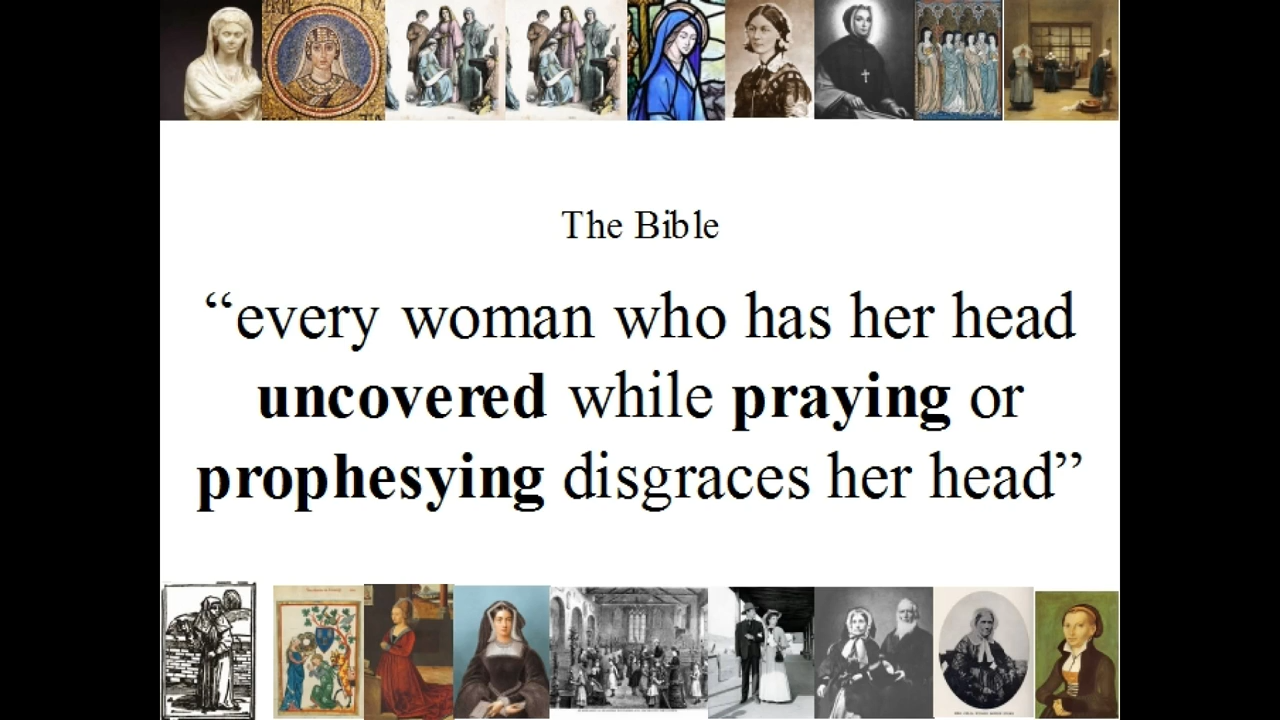 The Bible
“every woman who has her head
uncovered while praying or
prophesying disgraces her head”